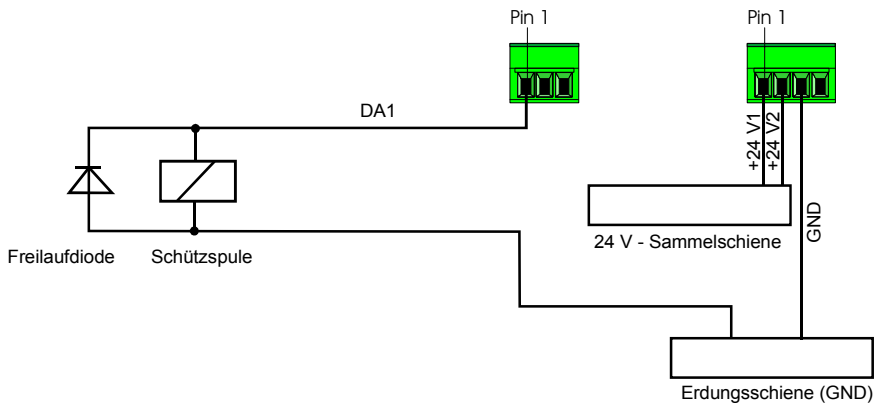 Pin 1
Pin 1
DA1
+24 V1
+24 V2
GND
24 V - Sammelschiene
Freilaufdiode
Schützspule
Erdungsschiene (GND)